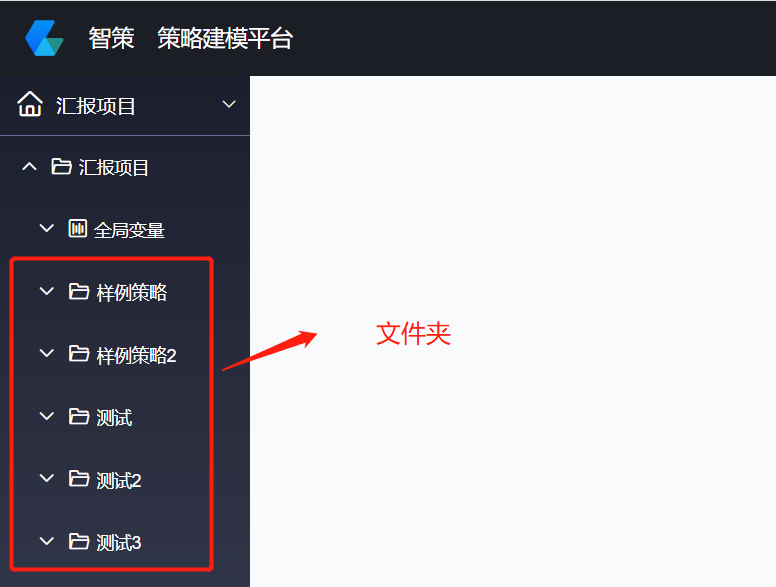 智策 策略建模平台
汇报项目
汇报项目
全局变量
样例策略
样例策略2
文件夹
测试
测试2
测试3